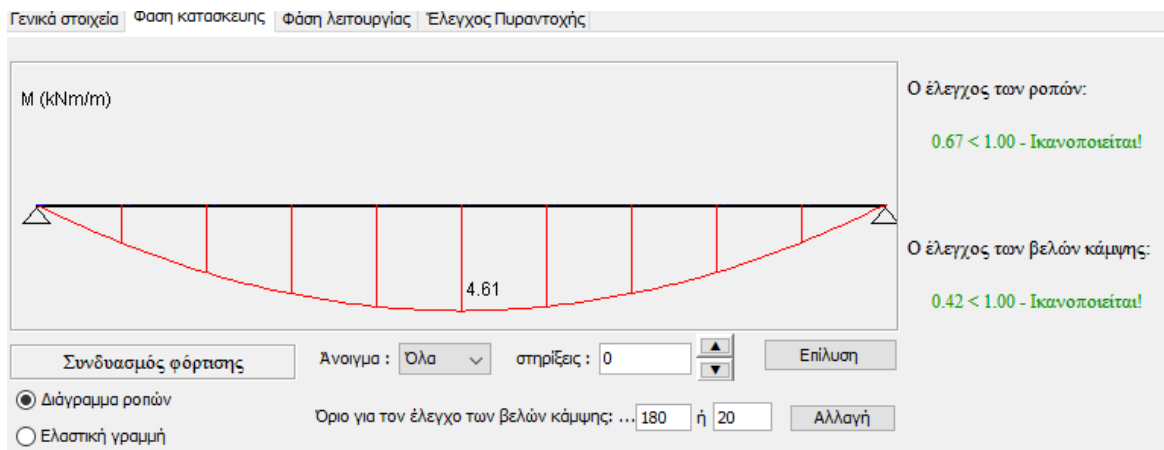 Γενικά στοιχεία Φάση κατασκευής Φάση λειτουργίας Έλεγχος Πυραντοχής
M (kNm/m)
4.61
Ο έλεγχος των ροπών:
0.67 < 1.00 - Ικανοποιείται!
Ο έλεγχος των βελών κάμψης:
0.42 < 1.00 - Ικανοποιείται!
Συνδυασμός φόρτισης
Άνοιγμα : Όλα στηρίξεις : 0 Επίλυση
Διάγραμμα ροπών
Ελαστική γραμμή
Όριο για τον έλεγχο των βελών κάμψης: ... 180 ή 20 Αλλαγή